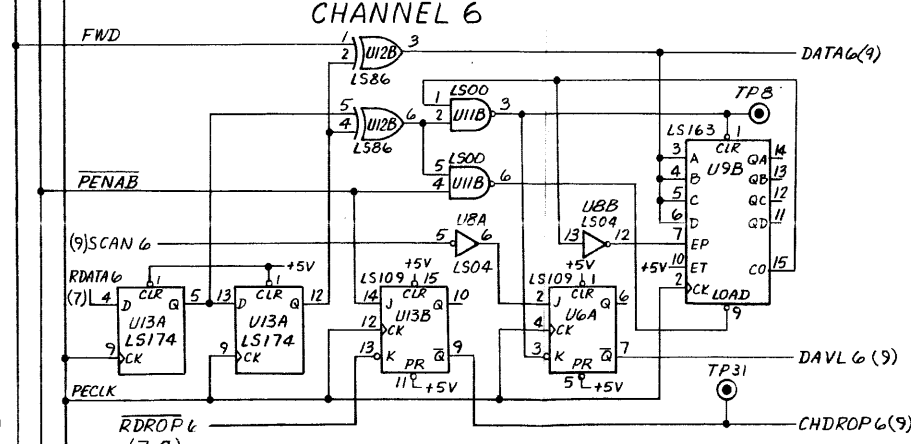 CHANNEL 6
FWD
1
2
3
U12B
LS86
DATA6(9)
5
4
6
U12B
LS86
LS00
1
2
3
U11B
TP8
LS163
1
CLR
U9B
3 A QA 14
4 B QB 13
5 C QC 12
6 D QD 11
7 EP
+5V 10 ET CO 15
2 CK LOAD
9
LS00
5
4
6
U11B
PENAB
(9)SCAN 6
U8A
5 6
LS04
U8B
LS04
13 12
RDATA6
(7)
+5V
1
CLR
4 D Q 5
U13A
LS174
9 CK
1
CLR
13 D Q 12
U13A
LS174
9 CK
+5V
LS109 15
CLR
14 J Q 10
U13B
12 CK
13 K Q 9
PR
11 +5V
+5V
LS109 1
CLR
2 J Q 6
U6A
4 CK
3 K Q 7
PR
5 +5V
DAVL 6 (9)
TP31
PECLK
RDROP 6
CHDROP 6(9)